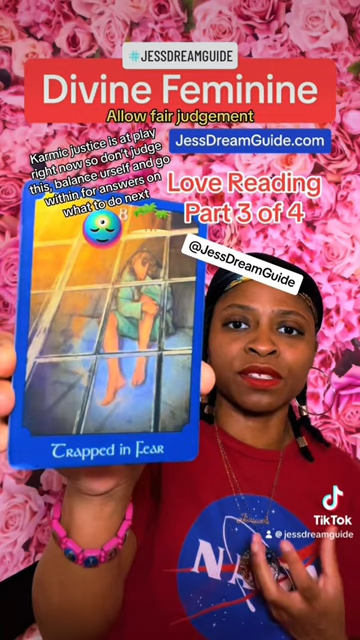 #JESSDREAMGUIDE
Divine Feminine
Allow fair judgement
JessDreamGuide.com
Karmic justice is at play
right now so don't judge
this, balance urself and go
within for answers on
what to do next
8
Love Reading
Part 3 of 4
@JessDreamGuide
Trapped in Fear
NASA
TikTok
@jessdreamguide